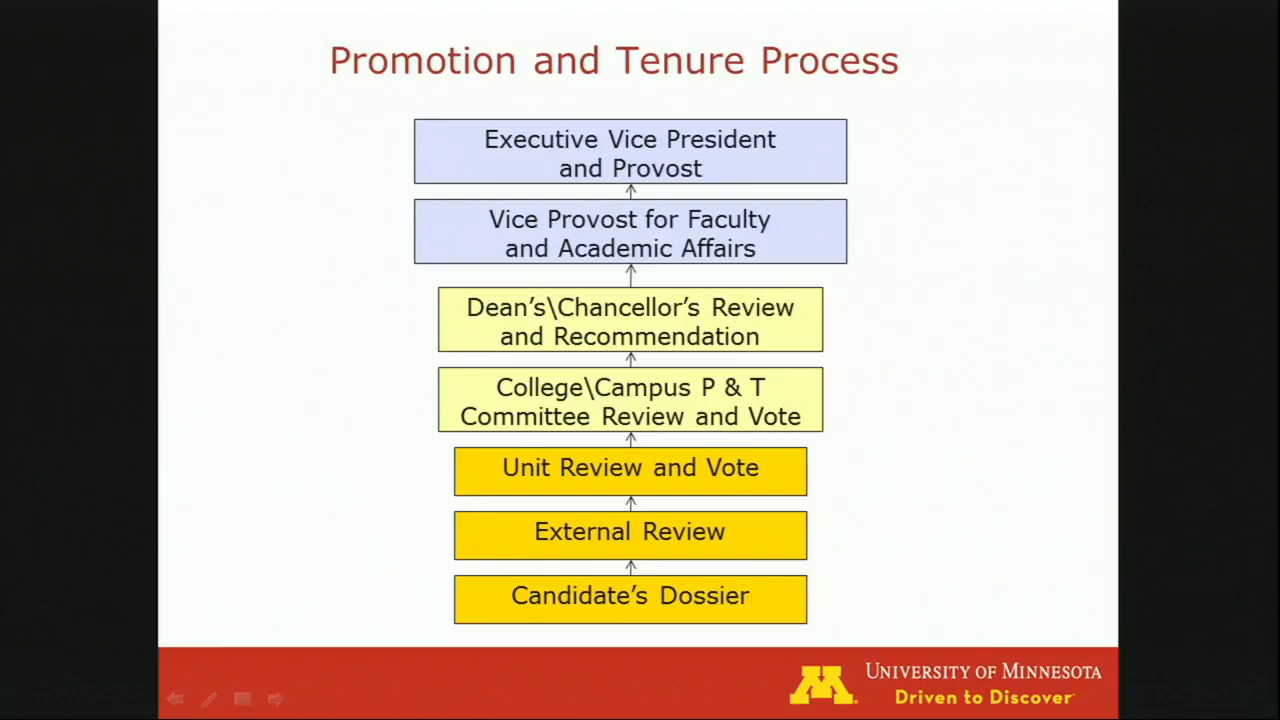 Promotion and Tenure Process
Executive Vice President
and Provost
Vice Provost for Faculty
and Academic Affairs
Dean’s\Chancellor’s Review
and Recommendation
College\Campus P & T
Committee Review and Vote
Unit Review and Vote
External Review
Candidate’s Dossier
M
UNIVERSITY OF MINNESOTA
Driven to Discover